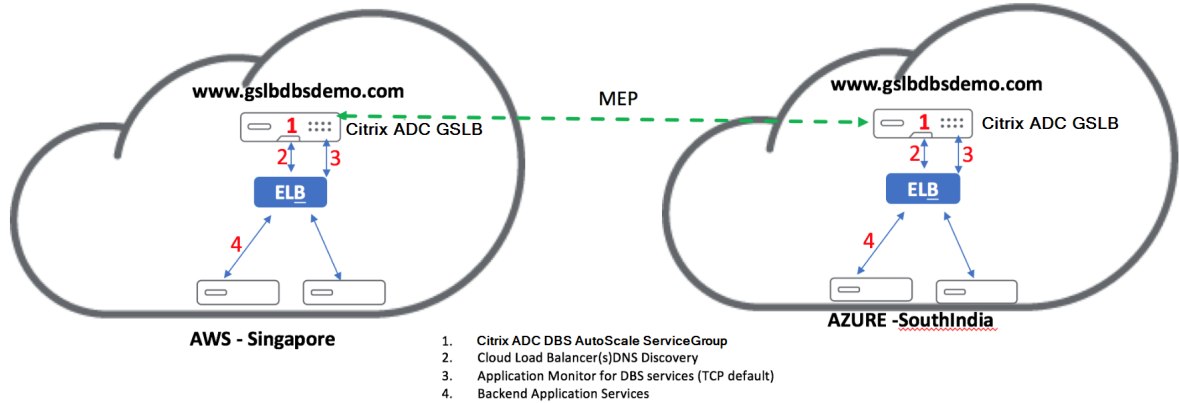 www.gslbdbsdemo.com
1
Citrix ADC GSLB
2
3
ELB
4
AWS - Singapore
MEP
www.gslbdbsdemo.com
1
Citrix ADC GSLB
2
3
ELB
4
AZURE -SouthIndia
1. Citrix ADC DBS AutoScale ServiceGroup
2. Cloud Load Balancer(s)DNS Discovery
3. Application Monitor for DBS services (TCP default)
4. Backend Application Services